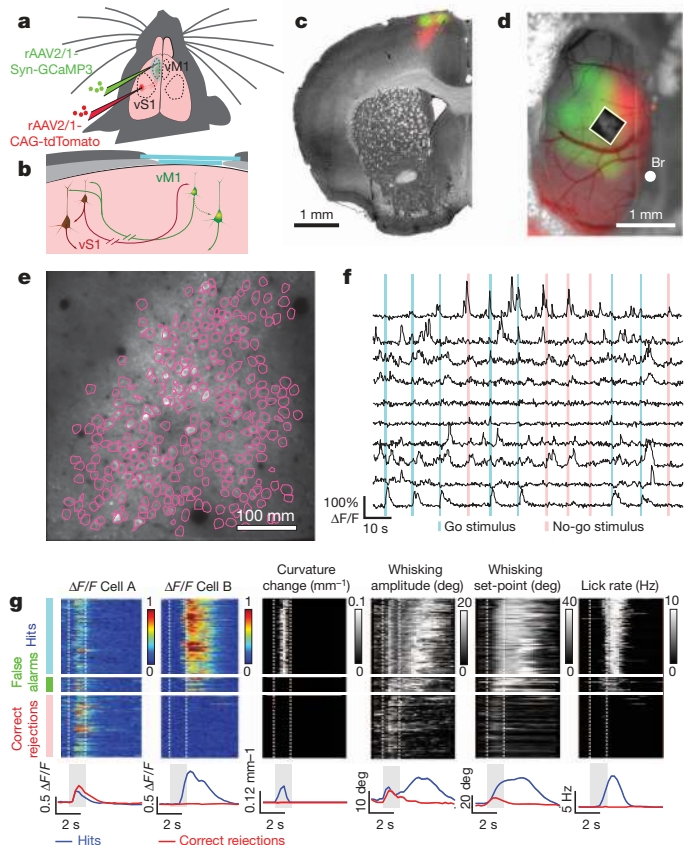 a
rAAV2/1-
Syn-GCaMP3
vM1
vS1
rAAV2/1-
CAG-tdTomato
b
vM1
vS1
c
1 mm
d
Br
1 mm
e
100 mm
f
100%
ΔF/F
10 s
Go stimulus
No-go stimulus
g
ΔF/F Cell A
ΔF/F Cell B
Curvature
change (mm⁻¹)
Whisking
amplitude (deg)
Whisking
set-point (deg)
Lick rate (Hz)
Hits
False
alarms
Correct
rejections
1
0
1
0
0.1
0
20
0
40
0
10
0
0.5 ΔF/F
0.5 ΔF/F
0.12 mm–1
10 deg
20 deg
5 Hz
2 s
2 s
2 s
2 s
2 s
2 s
Hits
Correct rejections